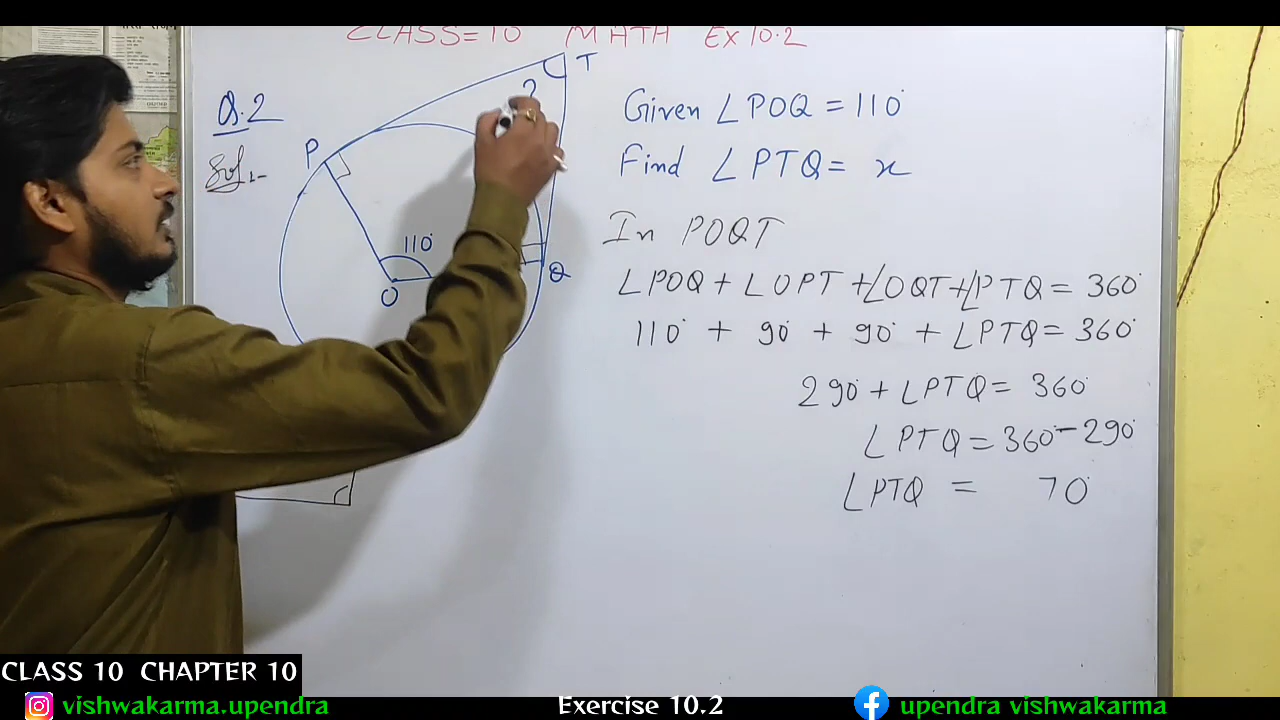 CLASS=10 MATH EX 10.2
Q.2
Sol :-
P
T
?
110°
O
Q
Given ∠POQ = 110°
Find ∠PTQ = x
In POQT
∠POQ + ∠OPT + ∠OQT + ∠PTQ = 360°
110° + 90° + 90° + ∠PTQ = 360°
290° + ∠PTQ = 360°
∠PTQ = 360° - 290°
∠PTQ = 70°
CLASS 10 CHAPTER 10
vishwakarma.upendra
Exercise 10.2
upendra vishwakarma